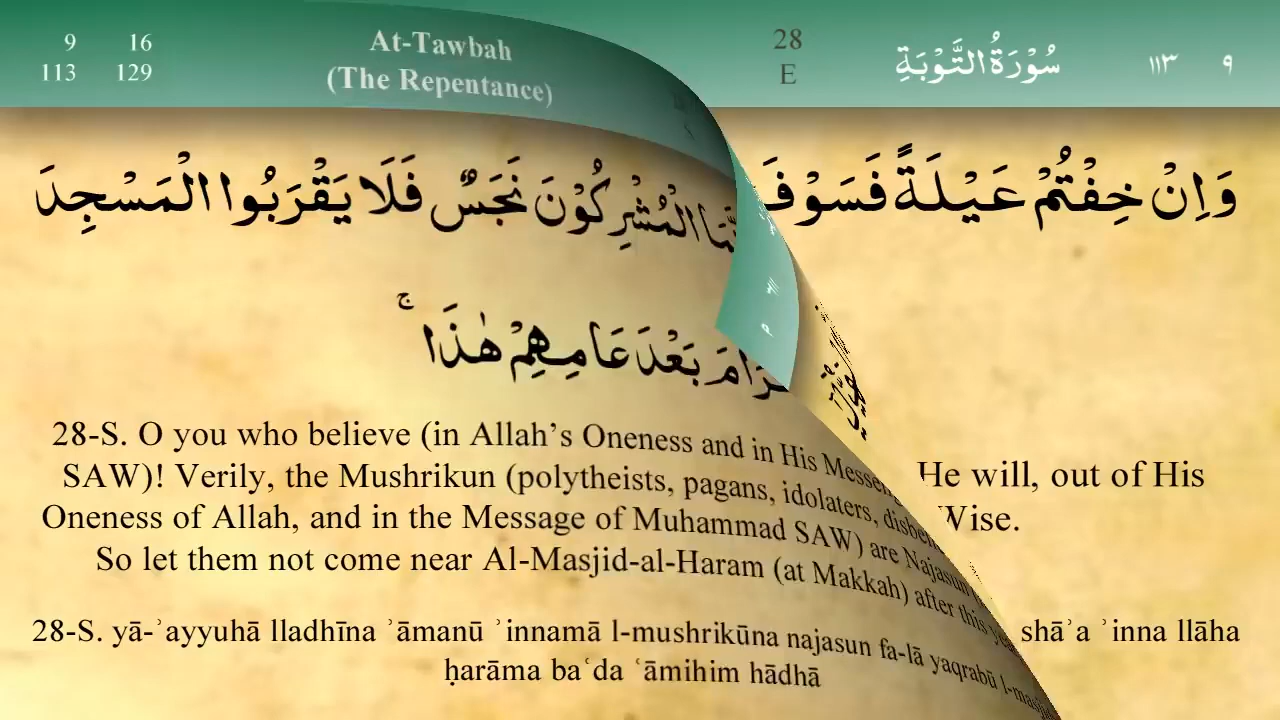 9 16
113 129
At-Tawbah
(The Repentance)
28
E
سُوْرَةُ التَّوْبَةِ
١١٣ ٩
وَاِنْ خِفْتُمْ عَيْلَةً فَسَوْفَ
الْمُشْرِكُوْنَ نَجَسٌ فَلَا يَقْرَبُوا الْمَسْجِدَ
بَعْدَ عَامِهِمْ هٰذَا ۚ
28-S. O you who believe (in Allah’s Oneness and in His
SAW)! Verily, the Mushrikun (polytheists, pagans, idolaters,
Oneness of Allah, and in the Message of Muhammad SAW) are Najasun
So let them not come near Al-Masjid-al-Haram (at Makkah) after this
He will, out of His
Wise.
28-S. yā-ʾayyuhā lladhīna ʾāmanū ʾinnamā l-mushrikūna najasun fa-lā yaqrabū
ḥarāma baʿda ʿāmihim hādhā
shāʾa ʾinna llāha